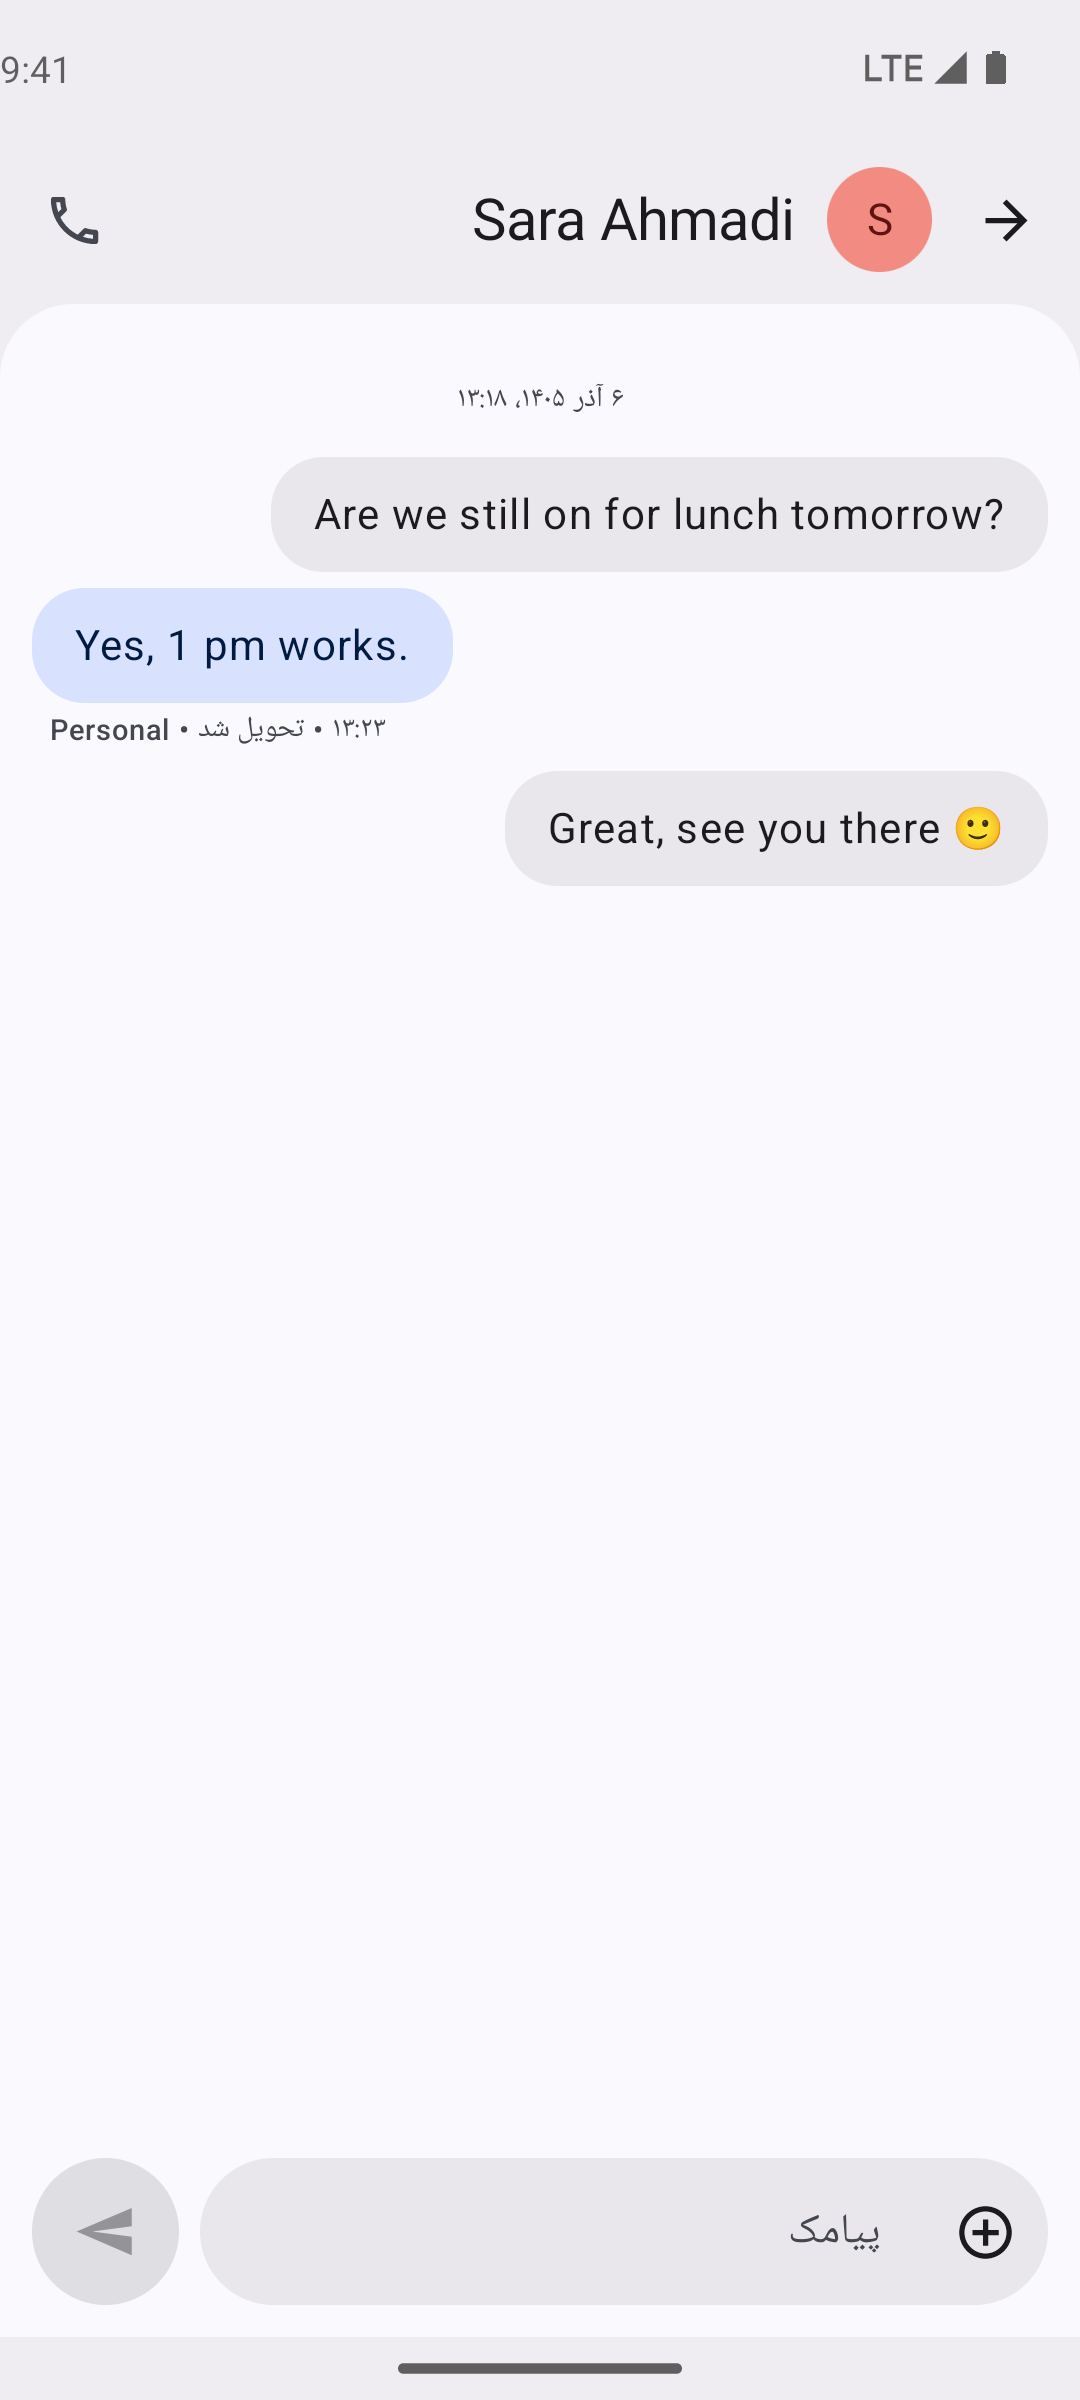 9:41 LTE
Sara Ahmadi S
۶ آذر ۱۴۰۵، ۱۳:۱۸
Are we still on for lunch tomorrow?
Yes, 1 pm works.
۱۳:۲۳ • تحویل شد • Personal
Great, see you there 🙂
پیامک